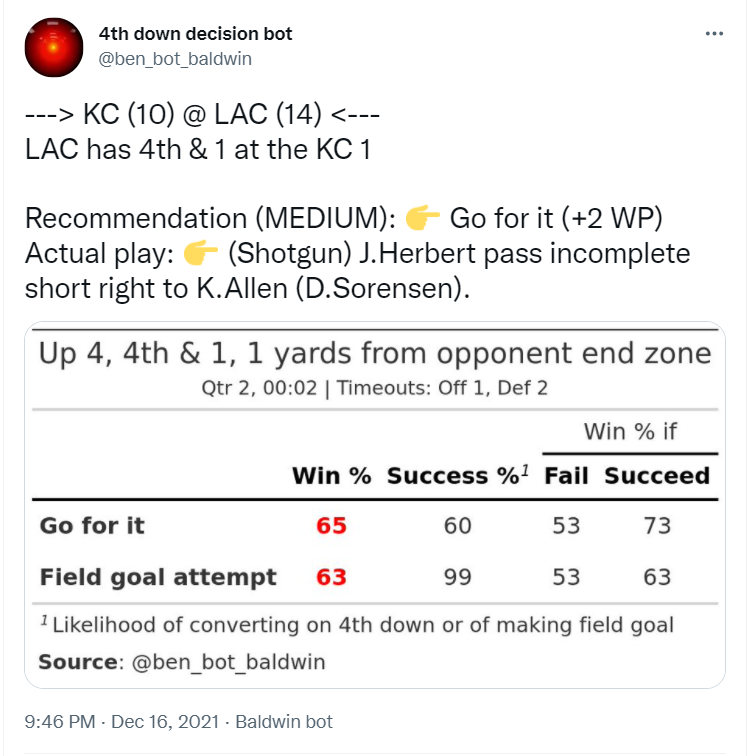 4th down decision bot
@ben_bot_baldwin
---> KC (10) @ LAC (14) <---
LAC has 4th & 1 at the KC 1
Recommendation (MEDIUM): 👉 Go for it (+2 WP)
Actual play: 👉 (Shotgun) J.Herbert pass incomplete
short right to K.Allen (D.Sorensen).
Up 4, 4th & 1, 1 yards from opponent end zone
Qtr 2, 00:02 | Timeouts: Off 1, Def 2
Win % if
Win % Success %1 Fail Succeed
Go for it 65 60 53 73
Field goal attempt 63 99 53 63
1 Likelihood of converting on 4th down or of making field goal
Source: @ben_bot_baldwin
9:46 PM · Dec 16, 2021 · Baldwin bot